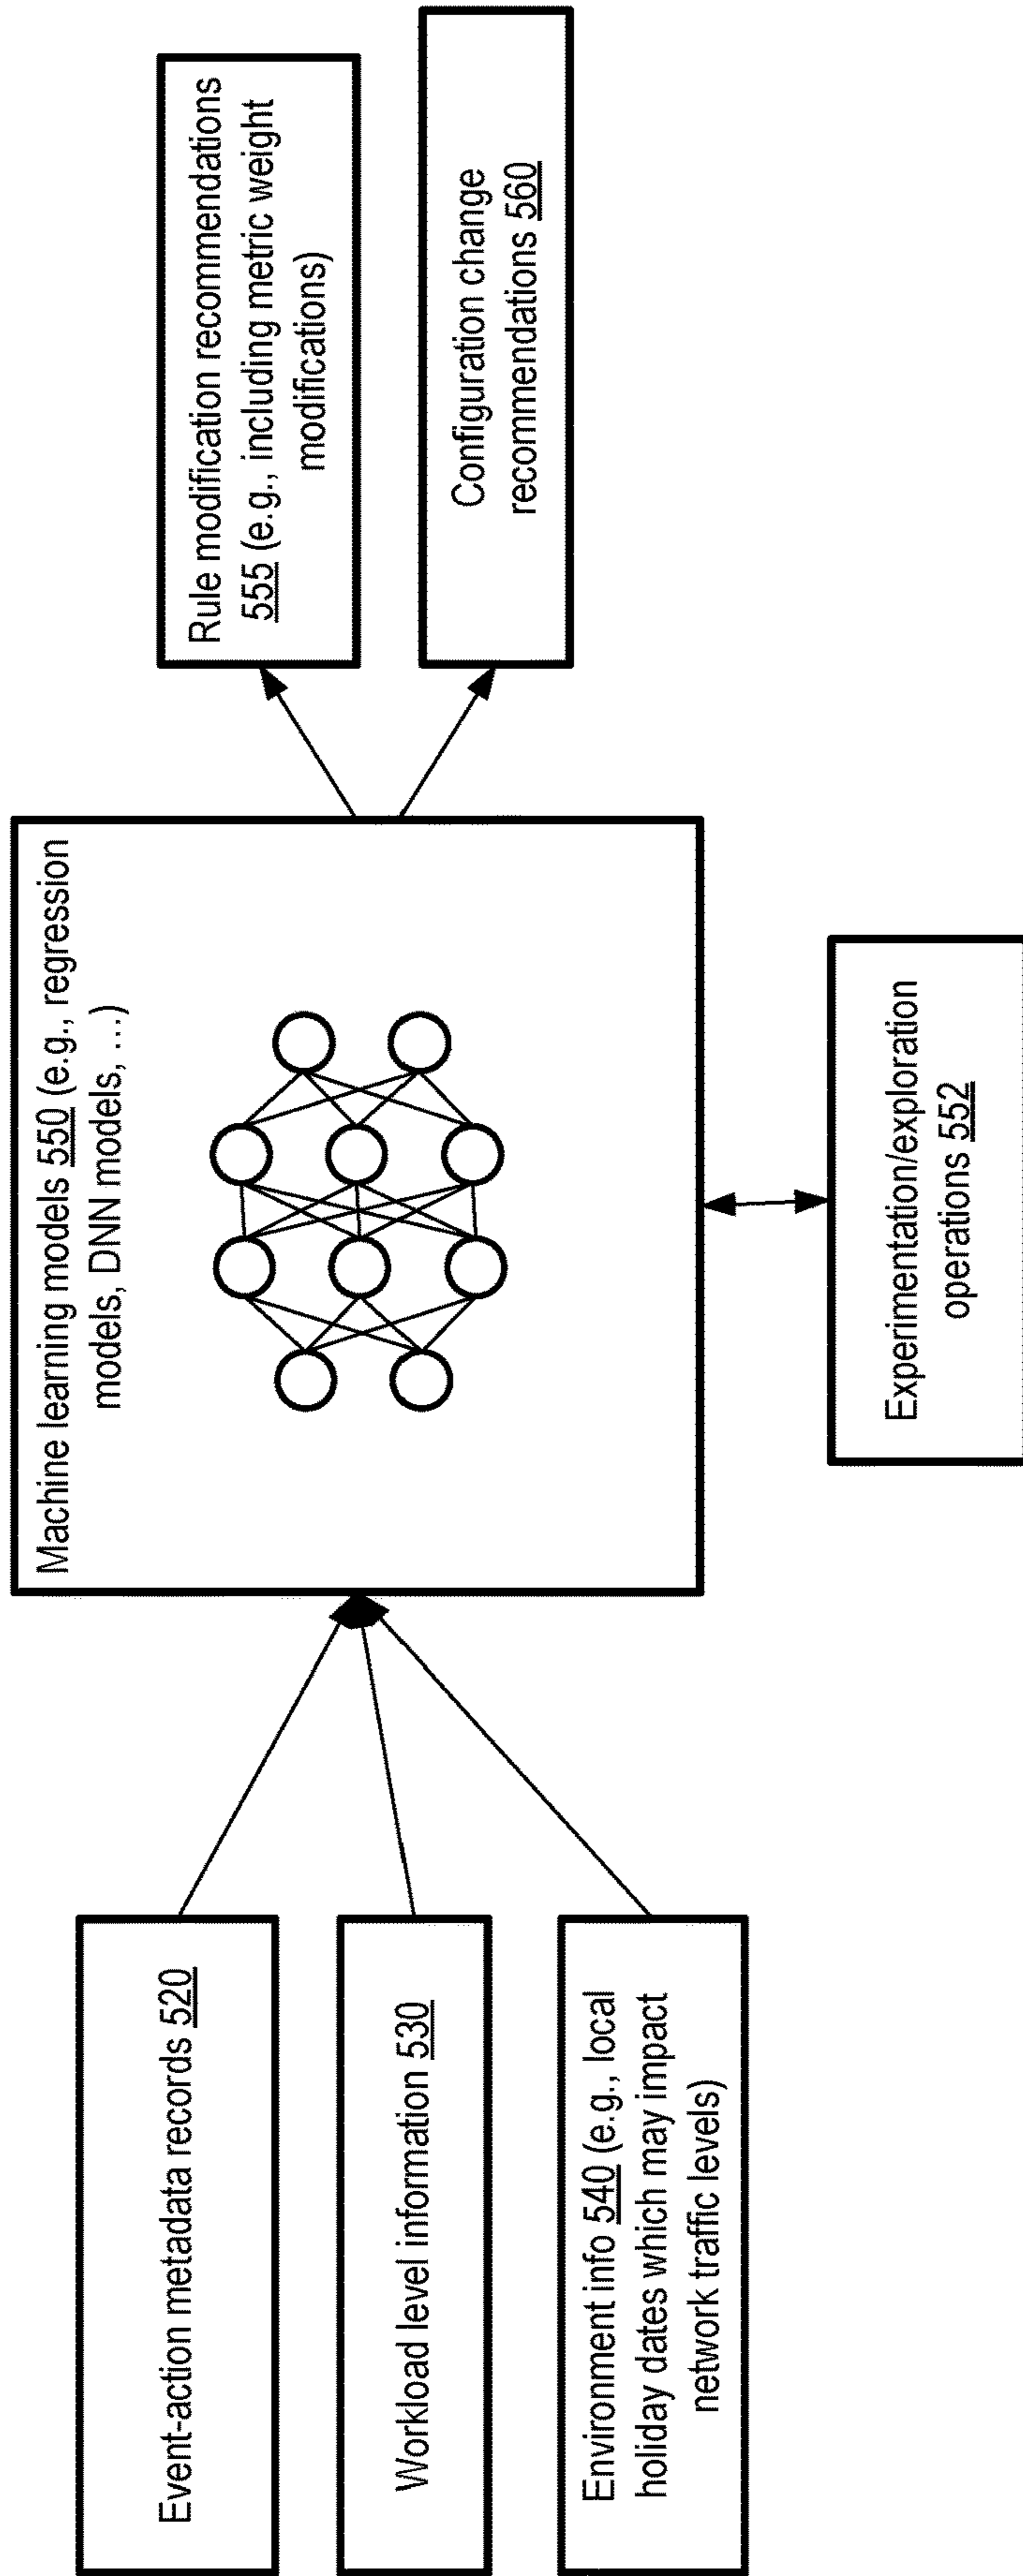 Event-action metadata records 520
Workload level information 530
Environment info 540 (e.g., local
holiday dates which may impact
network traffic levels)
Machine learning models 550 (e.g., regression
models, DNN models, ...)
Experimentation/exploration
operations 552
Rule modification recommendations
555 (e.g., including metric weight
modifications)
Configuration change
recommendations 560